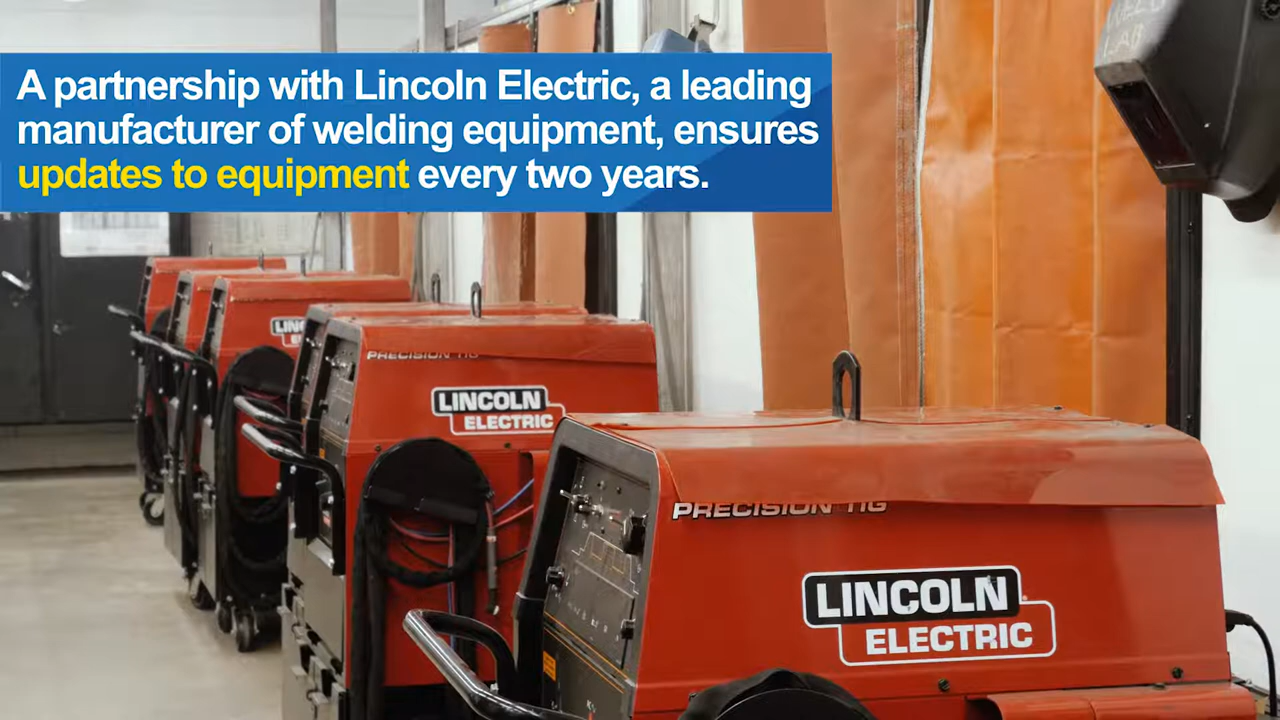 A partnership with Lincoln Electric, a leading
manufacturer of welding equipment, ensures
updates to equipment every two years.
LAB
PRECISION TIG
LINCOLN
ELECTRIC
PRECISION TIG
LINCOLN
ELECTRIC